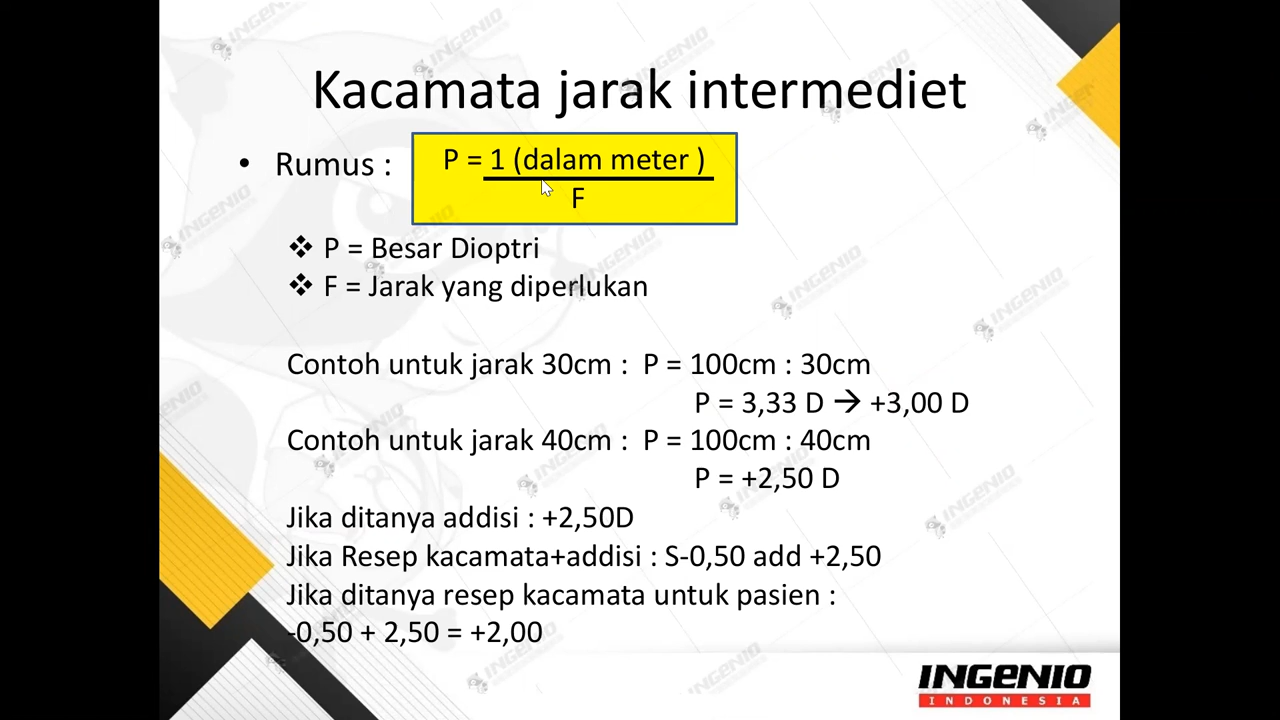 Kacamata jarak intermediet
• Rumus :
P = 1 (dalam meter )
F
❖ P = Besar Dioptri
❖ F = Jarak yang diperlukan
Contoh untuk jarak 30cm : P = 100cm : 30cm
P = 3,33 D → +3,00 D
Contoh untuk jarak 40cm : P = 100cm : 40cm
P = +2,50 D
Jika ditanya addisi : +2,50D
Jika Resep kacamata+addisi : S-0,50 add +2,50
Jika ditanya resep kacamata untuk pasien :
-0,50 + 2,50 = +2,00
INGENIO
INDONESIA